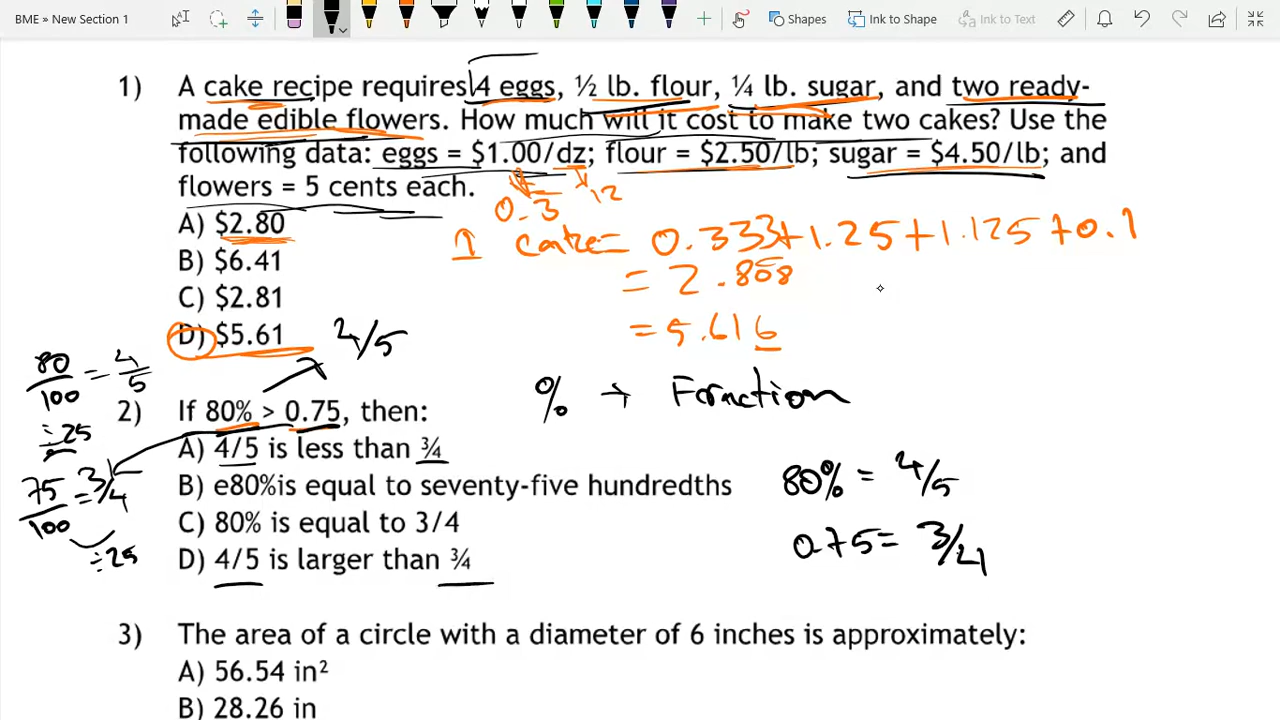 BME » New Section 1
Shapes
Ink to Shape
Ink to Text
1) A cake recipe requires 4 eggs, ½ lb. flour, ¼ lb. sugar, and two ready-
made edible flowers. How much will it cost to make two cakes? Use the
following data: eggs = $1.00/dz; flour = $2.50/lb; sugar = $4.50/lb; and
flowers = 5 cents each.
0.3
12
A) $2.80
1 cake = 0.333+1.25+1.125+0.1
B) $6.41
= 2.808
C) $2.81
D) $5.61
= 5.616
4/5
80/100 = 4/5
% → Fraction
2) If 80% > 0.75, then:
÷25
A) 4/5 is less than ¾
75/100 = 3/4
80% = 4/5
B) e80%is equal to seventy-five hundredths
C) 80% is equal to 3/4
0.75 = 3/4
÷25
D) 4/5 is larger than ¾
3) The area of a circle with a diameter of 6 inches is approximately:
A) 56.54 in²
B) 28.26 in